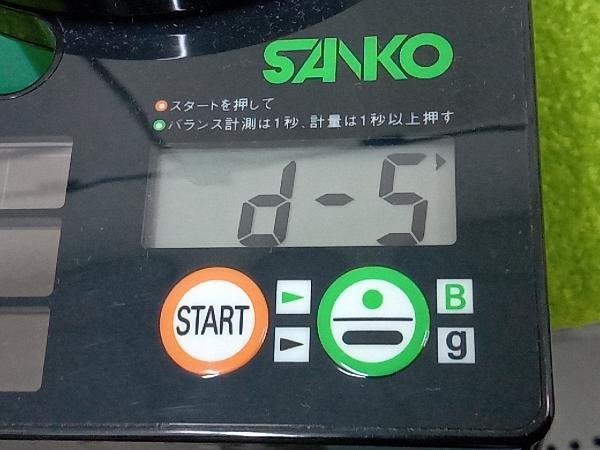 SANKO
スタートを押して
バランス計測は1秒、計量は1秒以上押す
d-5
START
B
g